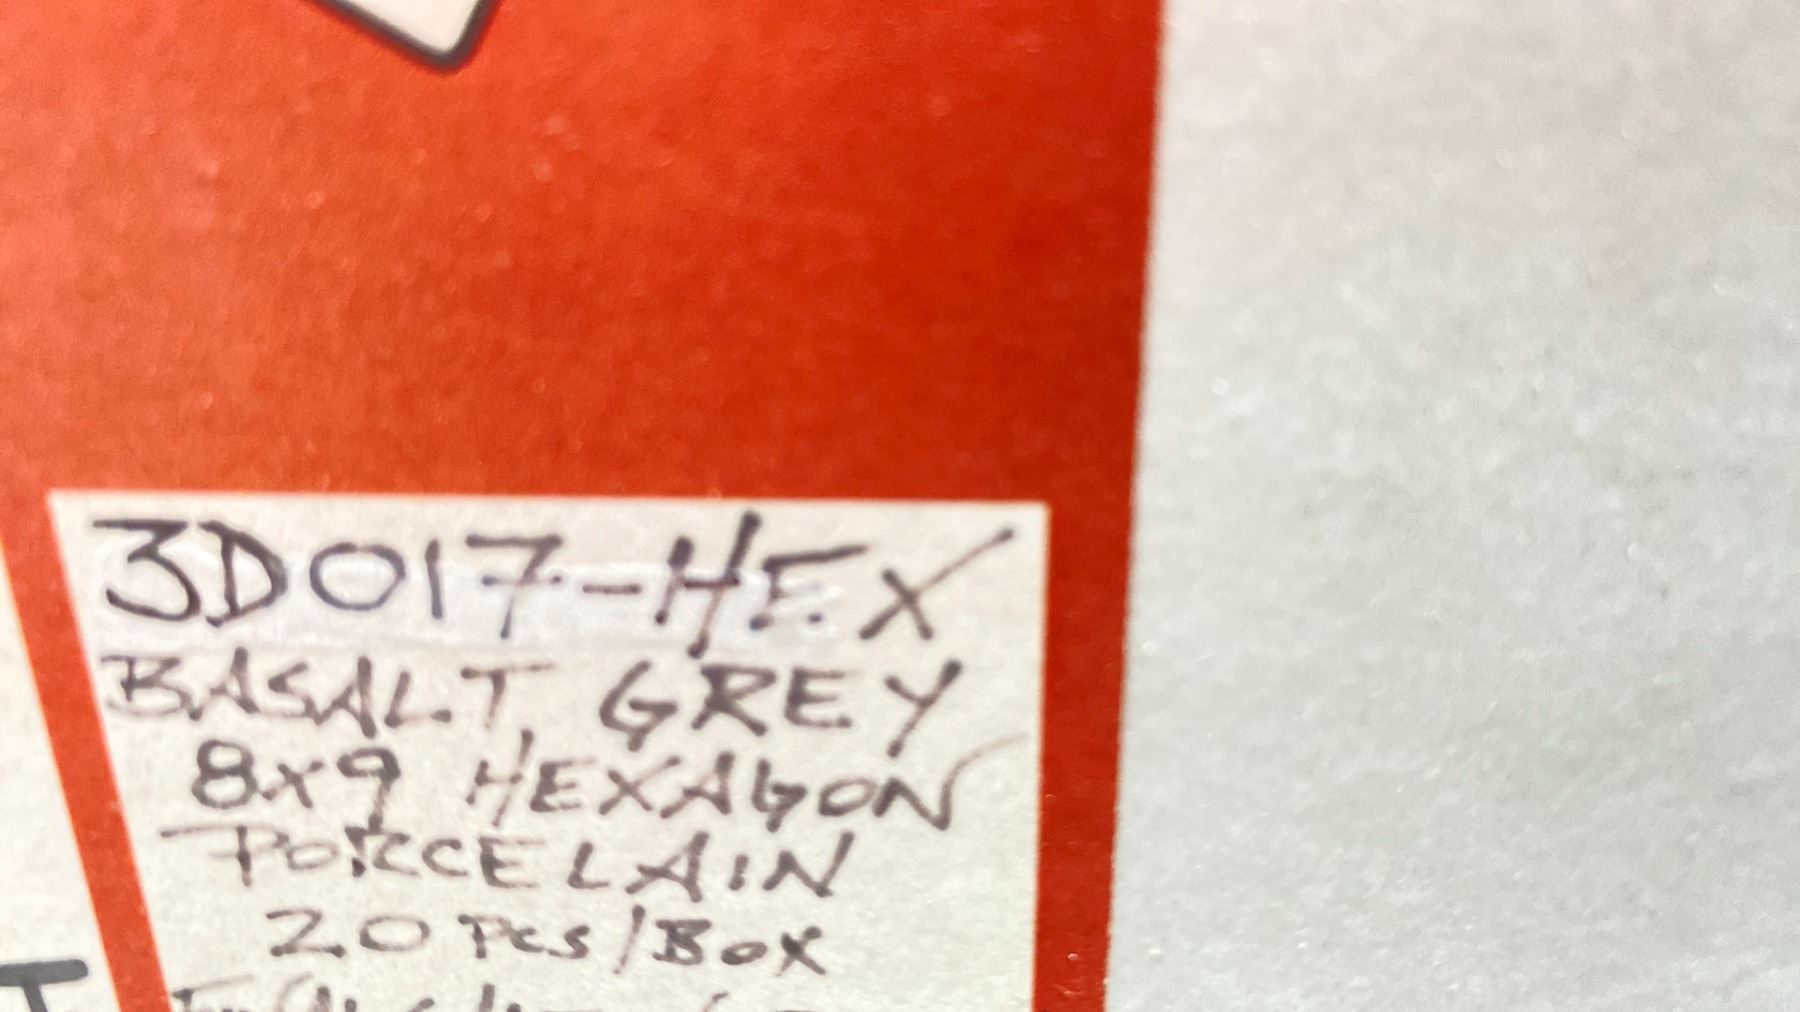 3D017-HEX
BASALT GREY
8x9 HEXAGON
PORCELAIN
20 Pcs/Box